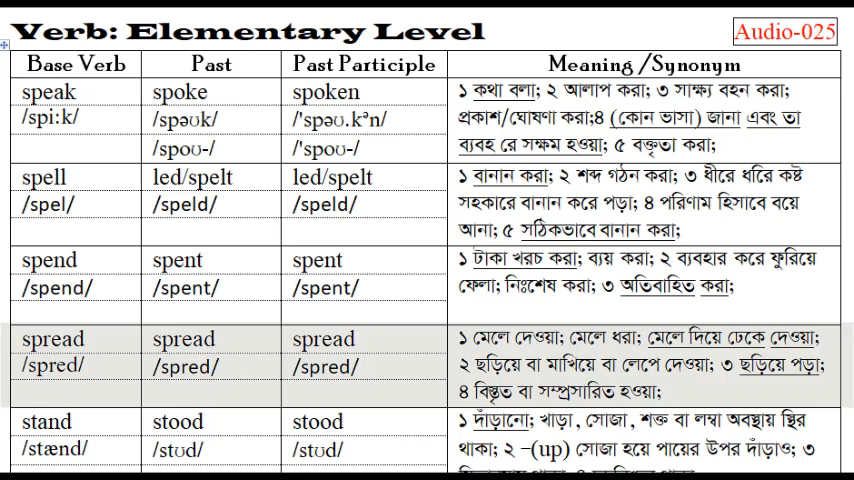 Verb: Elementary Level
Audio-025
Base Verb Past Past Participle Meaning /Synonym
speak spoke spoken ১ কথা বলা; ২ আলাপ করা; ৩ সাক্ষ্য বহন করা;
/spi:k/ /spəʊk/ /'spəʊ.kᵊn/ প্রকাশ/ঘোষণা করা;৪ (কোন ভাসা) জানা এবং তা
/spoʊ-/ /'spoʊ-/ ব্যবহ রে সক্ষম হওয়া; ৫ বক্তৃতা করা;
spell led/spelt led/spelt ১ বানান করা; ২ শব্দ গঠন করা; ৩ ধীরে ধীরে কষ্ট
/spel/ /speld/ /speld/ সহকারে বানান করে পড়া; ৪ পরিণাম হিসাবে বয়ে
আনা; ৫ সঠিকভাবে বানান করা;
spend spent spent ১ টাকা খরচ করা; ব্যয় করা; ২ ব্যবহার করে ফুরিয়ে
/spend/ /spent/ /spent/ ফেলা; নিঃশেষ করা; ৩ অতিবাহিত করা;
spread spread spread ১ মেলে দেওয়া; মেলে ধরা; মেলে দিয়ে ঢেকে দেওয়া;
/spred/ /spred/ /spred/ ২ ছড়িয়ে বা মাখিয়ে বা লেপে দেওয়া; ৩ ছড়িয়ে পড়া;
৪ বিস্তৃত বা সম্প্রসারিত হওয়া;
stand stood stood ১ দাঁড়ানো; খাড়া, সোজা, শক্ত বা লম্বা অবস্থায় স্থির
/stænd/ /stʊd/ /stʊd/ থাকা; ২ –(up) সোজা হয়ে পায়ের উপর দাঁড়াও; ৩